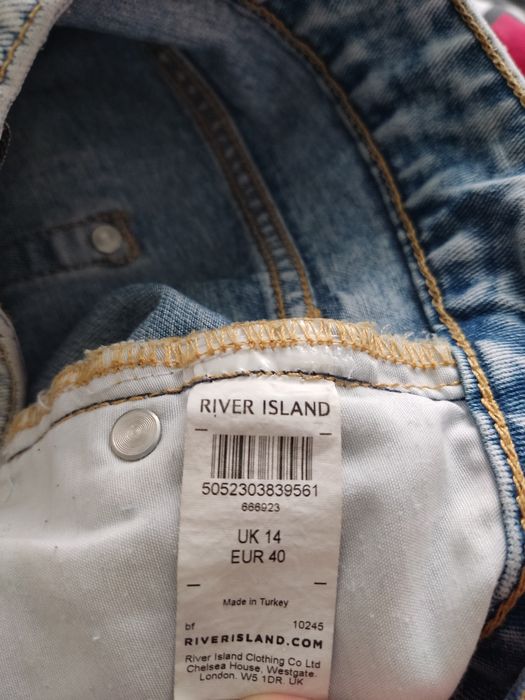 RIVER ISLAND
5052303839561
666923
UK 14
EUR 40
Made in Turkey
bf 10245
RIVERISLAND.COM
River Island Clothing Co Ltd
Chelsea House, Westgate.
London. W5 1DR. UK